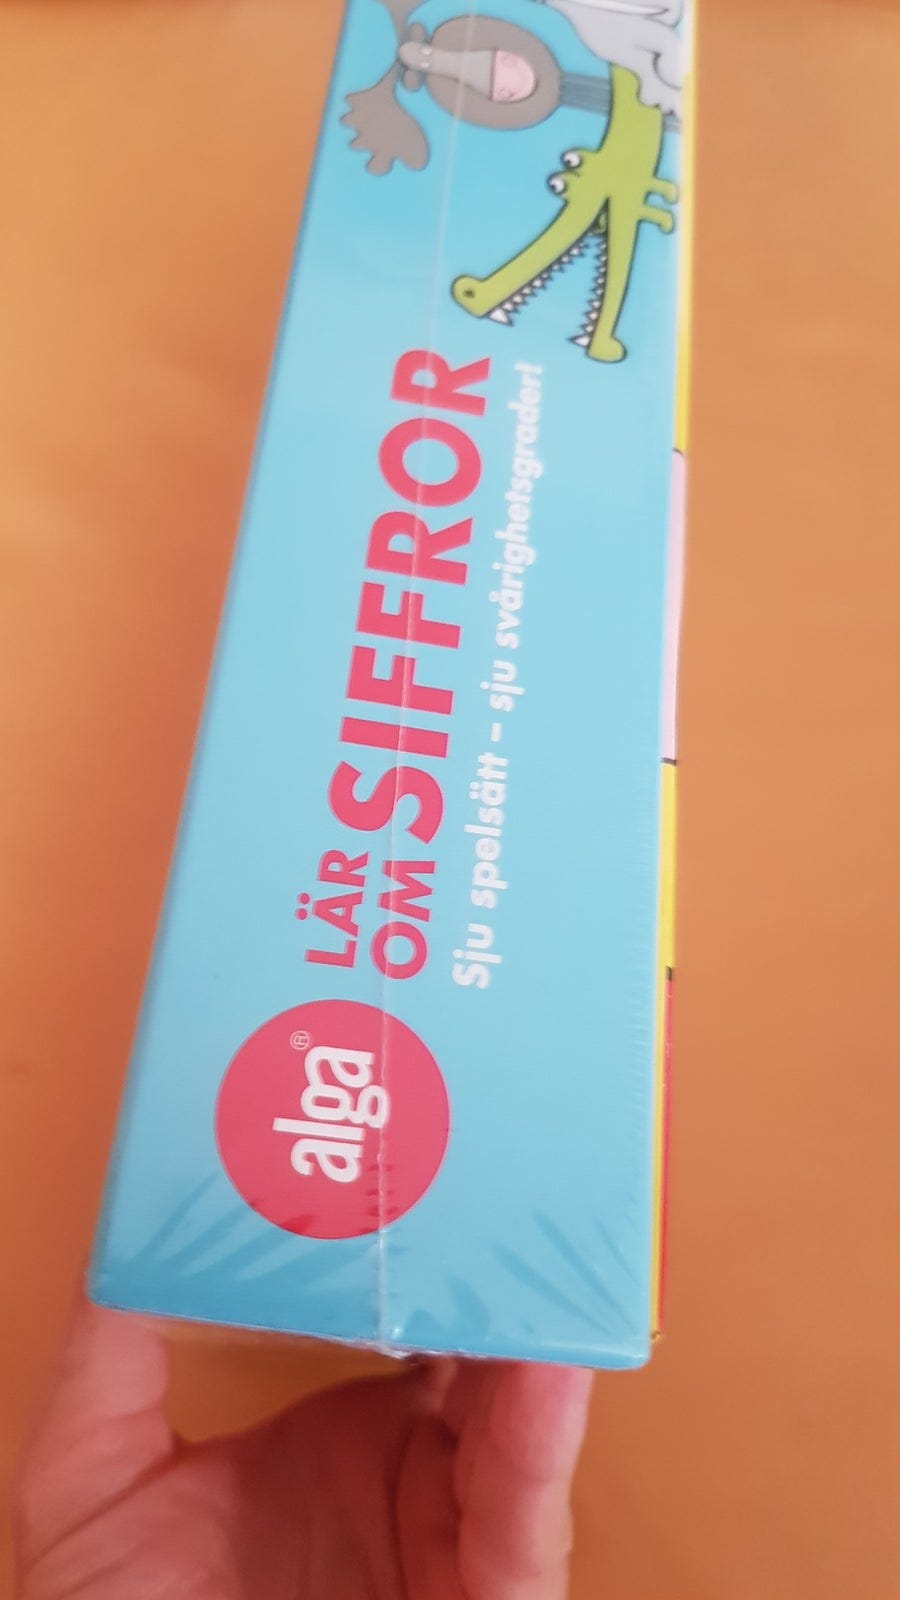 alga®
LÄR
OM
SIFFROR
Sju spelsätt – sju svårighetsgrader!